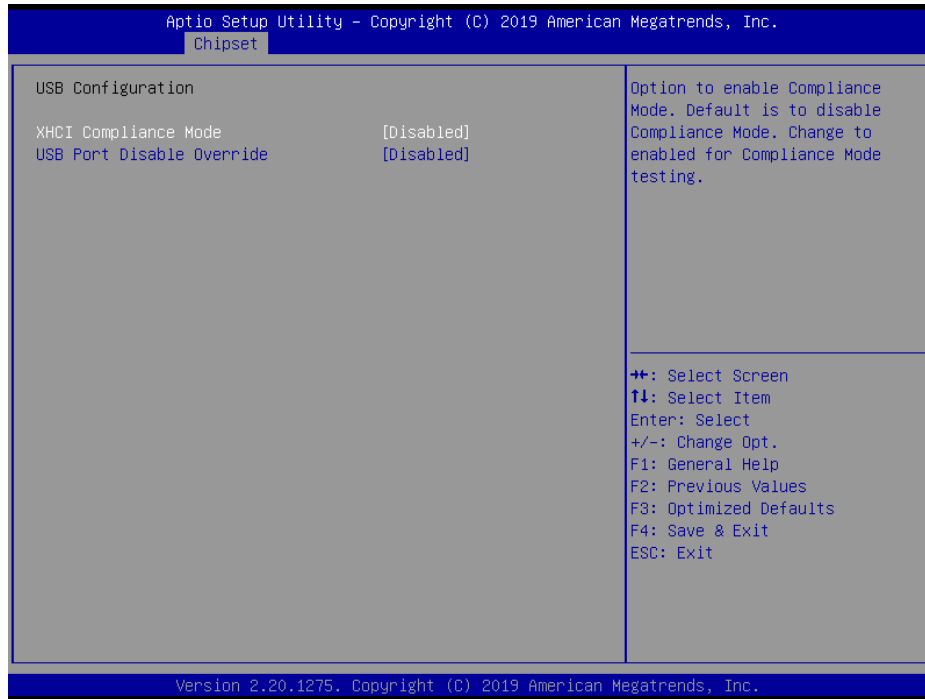 Aptio Setup Utility – Copyright (C) 2019 American Megatrends, Inc.
Chipset
USB Configuration
XHCI Compliance Mode [Disabled]
USB Port Disable Override [Disabled]
Option to enable Compliance
Mode. Default is to disable
Compliance Mode. Change to
enabled for Compliance Mode
testing.
→←: Select Screen
↑↓: Select Item
Enter: Select
+/-: Change Opt.
F1: General Help
F2: Previous Values
F3: Optimized Defaults
F4: Save & Exit
ESC: Exit
Version 2.20.1275. Copyright (C) 2019 American Megatrends, Inc.